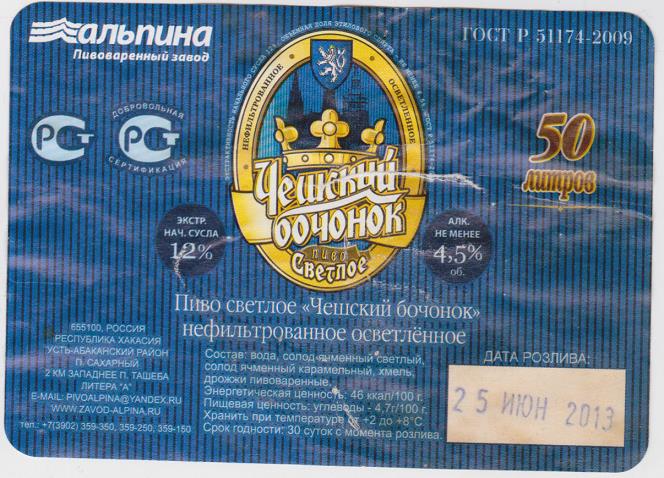 альпина
Пивоваренный завод
ГОСТ Р 51174-2009
РСТ
ДОБРОВОЛЬНАЯ
РСТ
СЕРТИФИКАЦИЯ
НЕФИЛЬТРОВАННОЕ
ОСВЕТЛЕННОЕ
Чешский
бочонок
пиво
Светлое
50
литров
ЭКСТР.
НАЧ. СУСЛА
12%
АЛК.
НЕ МЕНЕЕ
4,5%
об.
Пиво светлое «Чешский бочонок»
нефильтрованное осветлённое
655100, РОССИЯ
РЕСПУБЛИКА ХАКАСИЯ
УСТЬ-АБАКАНСКИЙ РАЙОН
П. САХАРНЫЙ
2 КМ ЗАПАДНЕЕ П. ТАШЕБА
ЛИТЕРА "А"
E-MAIL: PIVOALPINA@YANDEX.RU
WWW.ZAVOD-ALPINA.RU
тел.: +7(3902) 359-350, 359-250, 359-150
Состав: вода, солод ячменный светлый,
солод ячменный карамельный, хмель,
дрожжи пивоваренные.
Энергетическая ценность: 46 ккал/100 г.
Пищевая ценность: углеводы - 4,7г/100 г.
Хранить при температуре от +2 до +8°С.
Срок годности: 30 суток с момента розлива.
ДАТА РОЗЛИВА:
25 ИЮН 2013